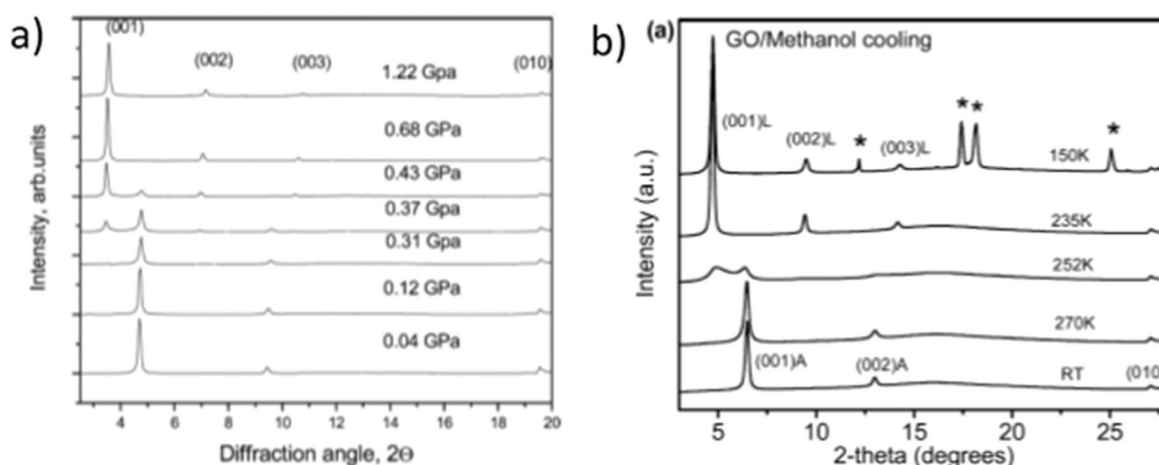 a)
(001)
(002)
(003)
(010)
1.22 Gpa
0.68 GPa
0.43 GPa
0.37 Gpa
0.31 Gpa
0.12 GPa
0.04 GPa
Intensity, arb.units
4 6 8 10 12 14 16 18 20
Diffraction angle, 2Θ
b)
(a)
GO/Methanol cooling
(001)L
(002)L
*
(003)L
* *
*
150K
235K
252K
270K
(001)A
(002)A
RT
(010
Intensity (a.u.)
5 10 15 20 25
2-theta (degrees)